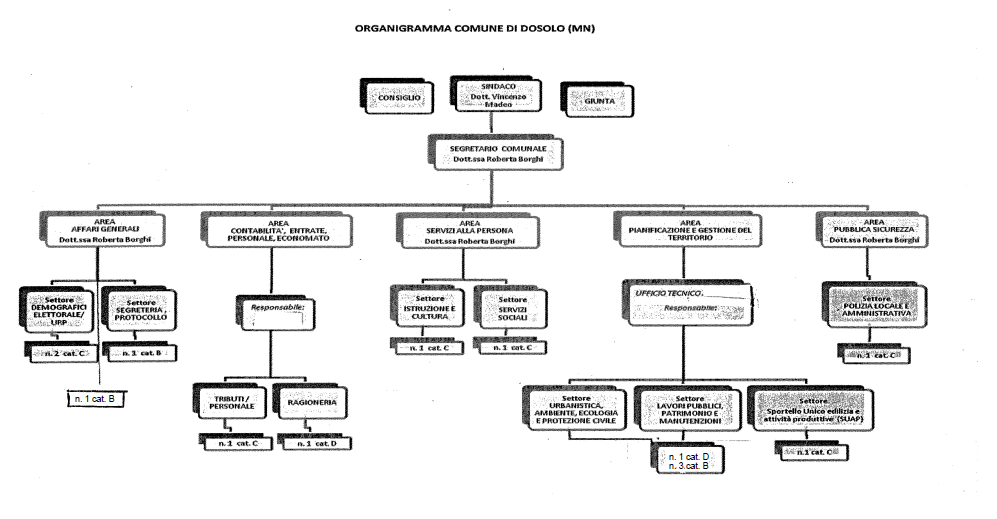 ORGANIGRAMMA COMUNE DI DOSOLO (MN)
CONSIGLIO
SINDACO
Dott. Vincenzo
Madeo
GIUNTA
SEGRETARIO COMUNALE
Dott.ssa Roberta Borghi
AREA
AFFARI GENERALI
Dott.ssa Roberta Borghi
AREA
CONTABILITA', ENTRATE,
PERSONALE, ECONOMATO
AREA
SERVIZI ALLA PERSONA
Dott.ssa Roberta Borghi
AREA
PIANIFICAZIONE E GESTIONE DEL
TERRITORIO
AREA
PUBBLICA SICUREZZA
Dott.ssa Roberta Borghi
Settore
DEMOGRAFICI
ELETTORALE/
URP
Settore
SEGRETERIA,
PROTOCOLLO
Responsabile:
Settore
ISTRUZIONE E
CULTURA
Settore
SERVIZI
SOCIALI
UFFICIO TECNICO.
Responsabile:
Settore
POLIZIA LOCALE E
AMMINISTRATIVA
n. 2 cat. C
n. 1 cat. B
n. 1 cat. C
n. 1 cat. C
n. 1 cat. C
n. 1 cat. B
TRIBUTI /
PERSONALE
RAGIONERIA
Settore
URBANISTICA,
AMBIENTE, ECOLOGIA
E PROTEZIONE CIVILE
Settore
LAVORI PUBBLICI,
PATRIMONIO E
MANUTENZIONI
Settore
Sportello Unico edilizia e
attività produttive (SUAP)
n. 1 cat. C
n. 1 cat. D
n. 1 cat. D
n. 3 cat. B
n. 1 cat. C